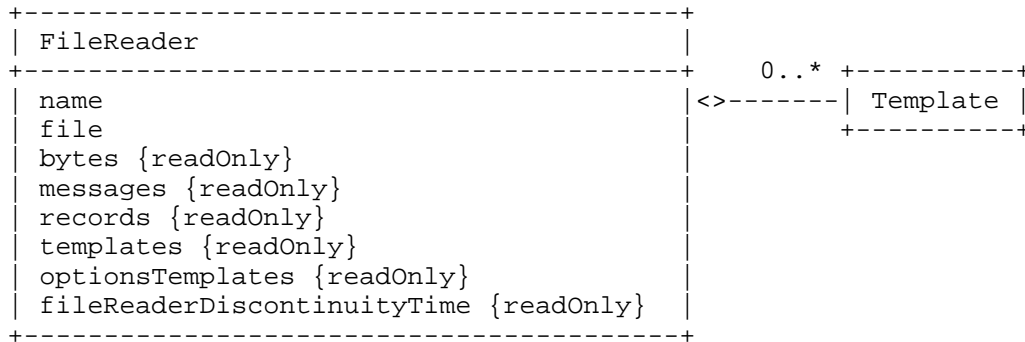 FileReader
0..*
name
<> Template
file
bytes {readOnly}
messages {readOnly}
records {readOnly}
templates {readOnly}
optionsTemplates {readOnly}
fileReaderDiscontinuityTime {readOnly}